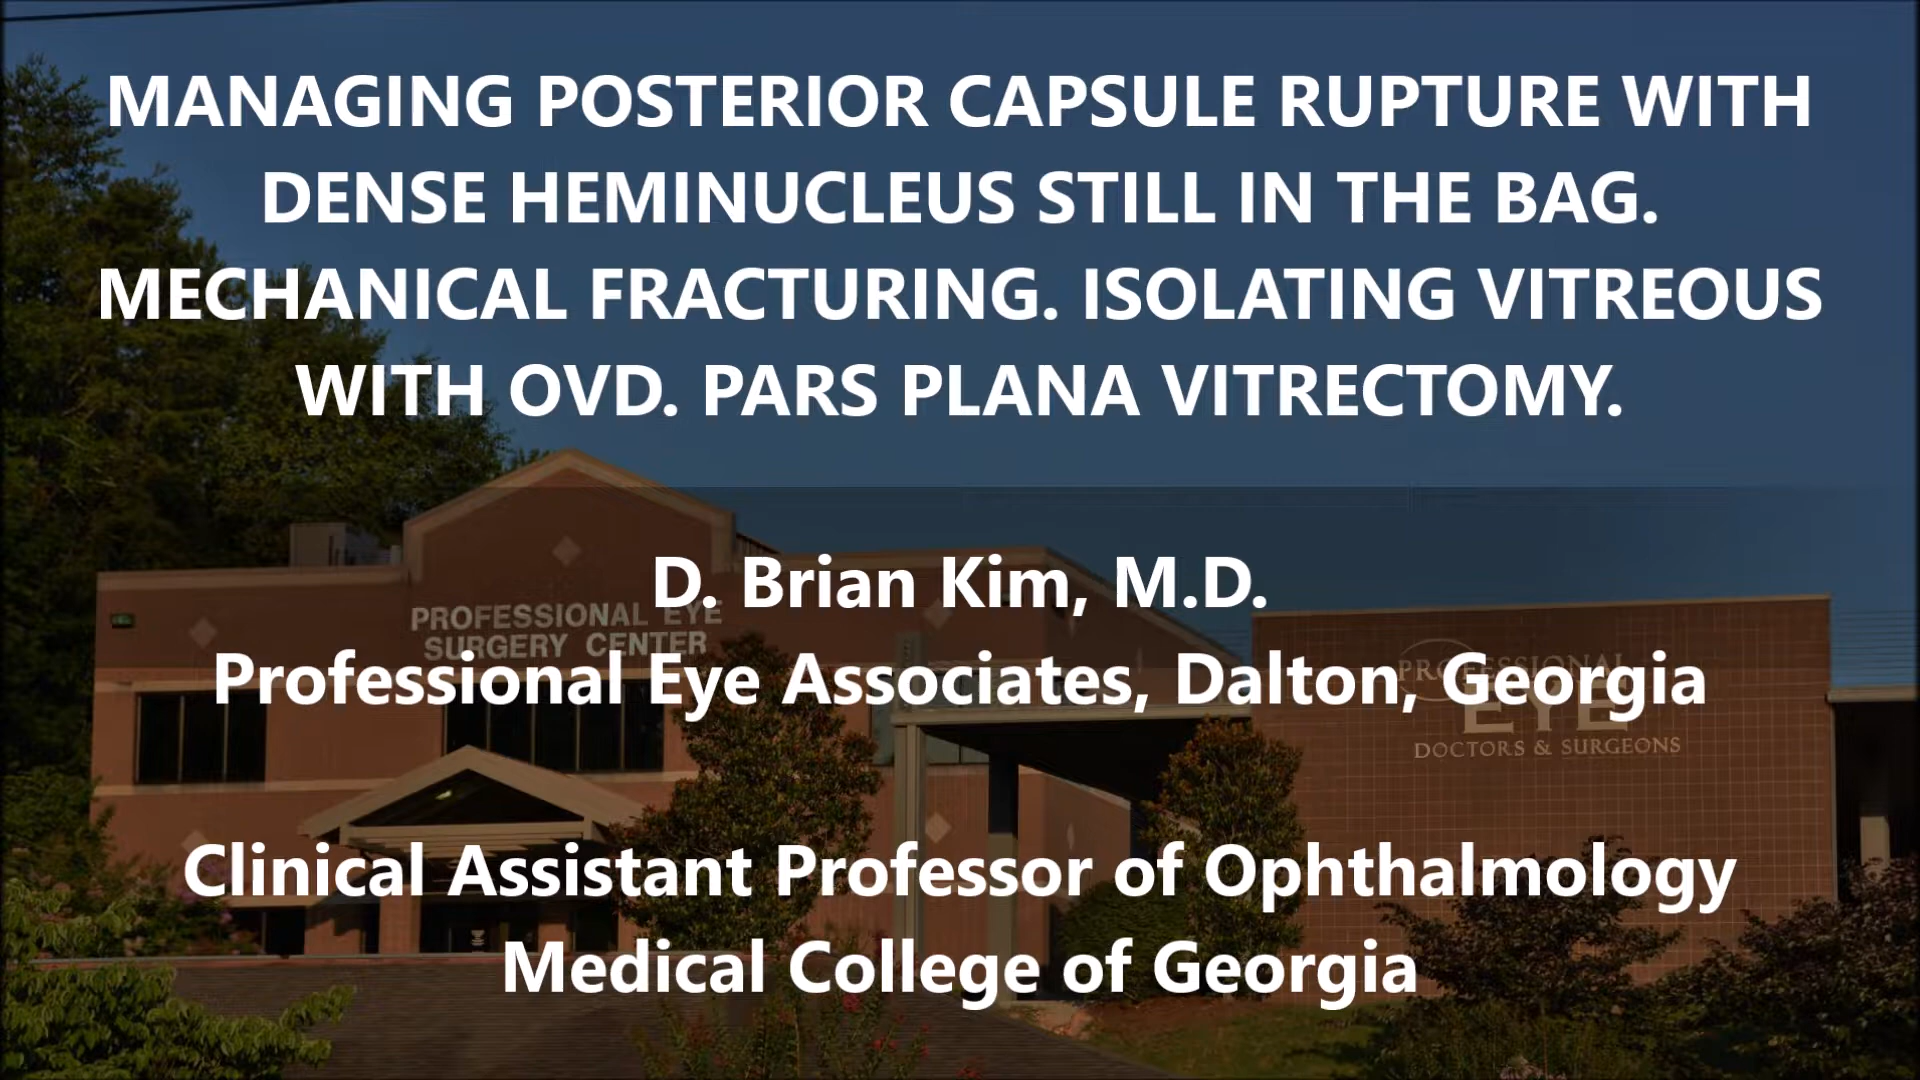 MANAGING POSTERIOR CAPSULE RUPTURE WITH
DENSE HEMINUCLEUS STILL IN THE BAG.
MECHANICAL FRACTURING. ISOLATING VITREOUS
WITH OVD. PARS PLANA VITRECTOMY.
D. Brian Kim, M.D.
PROFESSIONAL EYE
SURGERY CENTER
Professional Eye Associates, Dalton, Georgia
PROFESSIONAL
EYE
DOCTORS & SURGEONS
Clinical Assistant Professor of Ophthalmology
Medical College of Georgia